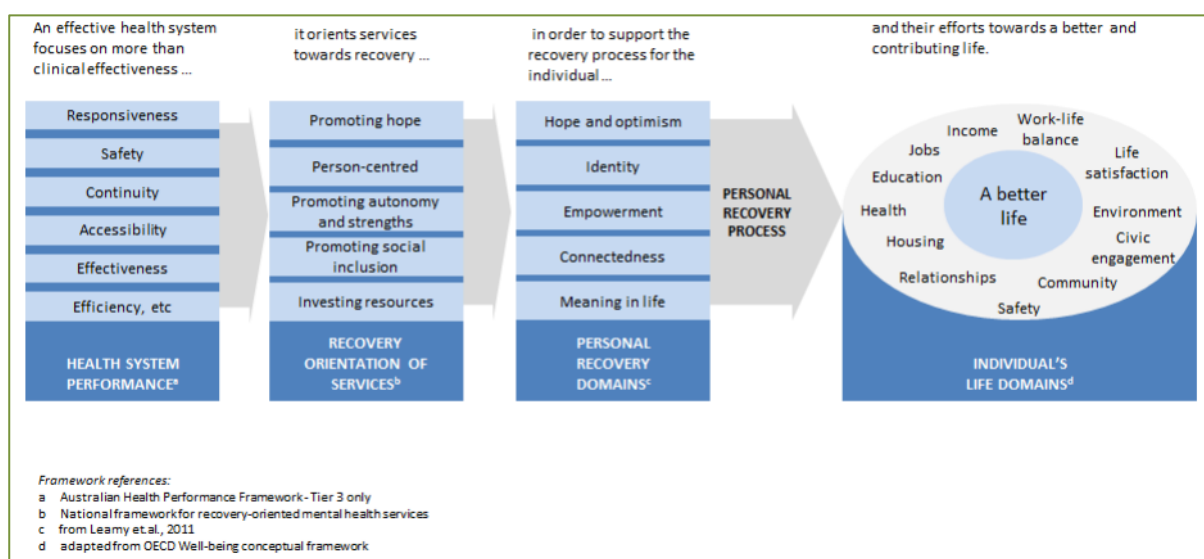 An effective health system
focuses on more than
clinical effectiveness ...
it orients services
towards recovery ...
in order to support the
recovery process for the
individual ...
and their efforts towards a better and
contributing life.
Responsiveness
Safety
Continuity
Accessibility
Effectiveness
Efficiency, etc
HEALTH SYSTEM
PERFORMANCEᵃ
Promoting hope
Person-centred
Promoting autonomy
and strengths
Promoting social
inclusion
Investing resources
RECOVERY
ORIENTATION OF
SERVICESᵇ
Hope and optimism
Identity
Empowerment
Connectedness
Meaning in life
PERSONAL
RECOVERY
DOMAINSᶜ
PERSONAL
RECOVERY
PROCESS
Work-life
balance
Income
Jobs
Life
satisfaction
Education
A better
life
Health
Environment
Housing
Civic
engagement
Relationships
Community
Safety
INDIVIDUAL'S
LIFE DOMAINSᵈ
Framework references:
a Australian Health Performance Framework- Tier 3 only
b National framework for recovery-oriented mental health services
c from Leamy et.al., 2011
d adapted from OECD Well-being conceptual framework